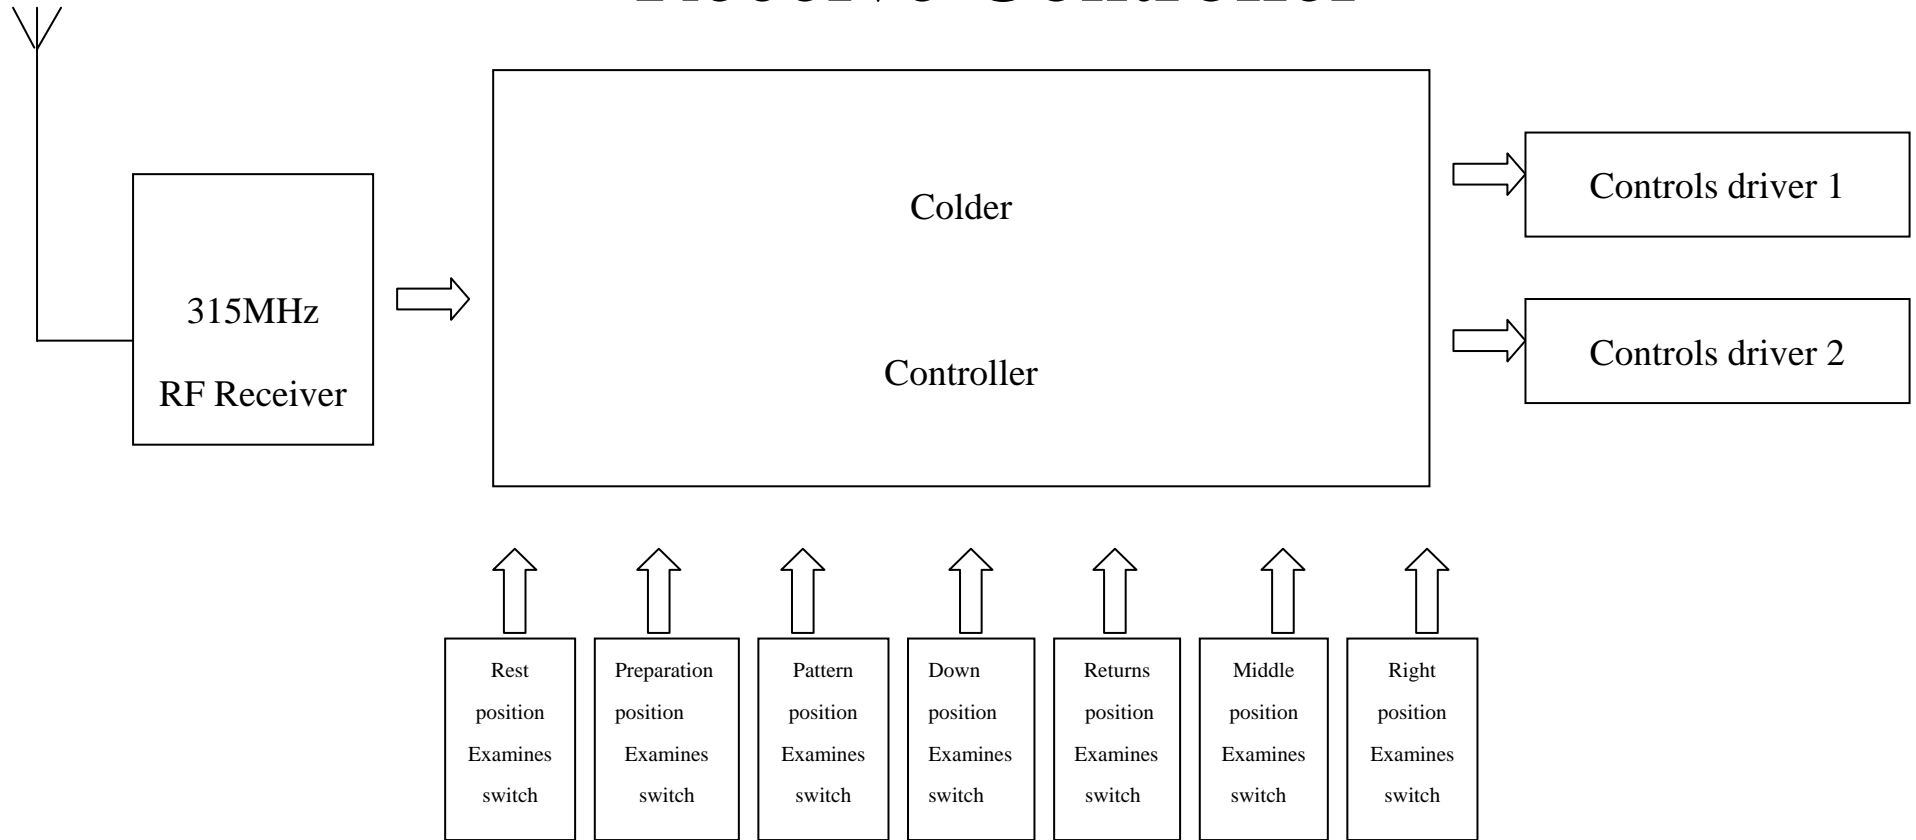 Receive Controller
Colder
Controller
315MHz
RF Receiver
Controls driver 1
Controls driver 2
Rest
position
Examines
switch
Preparation
position
Examines
switch
Pattern
position
Examines
switch
Down
position
Examines
switch
Returns
position
Examines
switch
Middle
position
Examines
switch
Right
position
Examines
switch